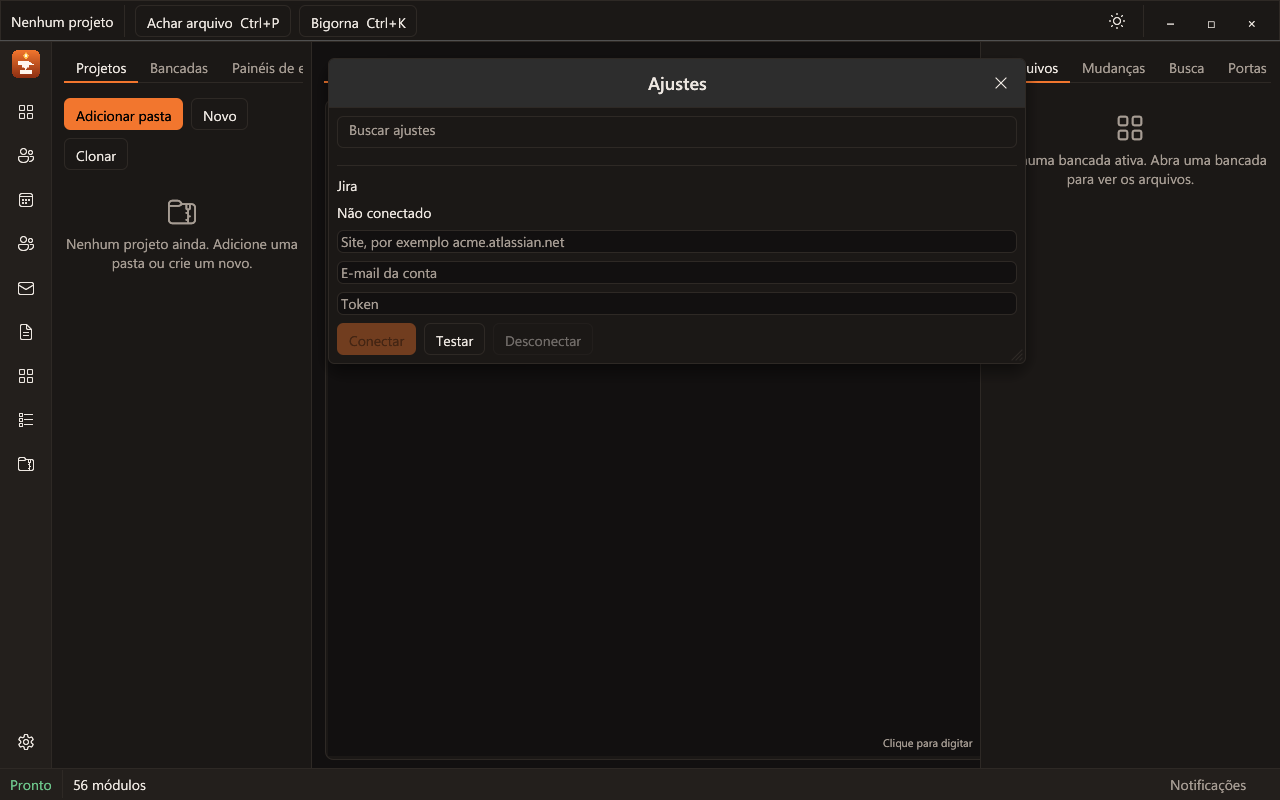 Nenhum projeto
Achar arquivo Ctrl+P
Bigorna Ctrl+K
Projetos
Bancadas
Painéis de e
Adicionar pasta
Novo
Clonar
Nenhum projeto ainda. Adicione uma
pasta ou crie um novo.
Ajustes
Buscar ajustes
Jira
Não conectado
Site, por exemplo acme.atlassian.net
E-mail da conta
Token
Conectar
Testar
Desconectar
uivos
Mudanças
Busca
Portas
uma bancada ativa. Abra uma bancada
para ver os arquivos.
Clique para digitar
Pronto
56 módulos
Notificações